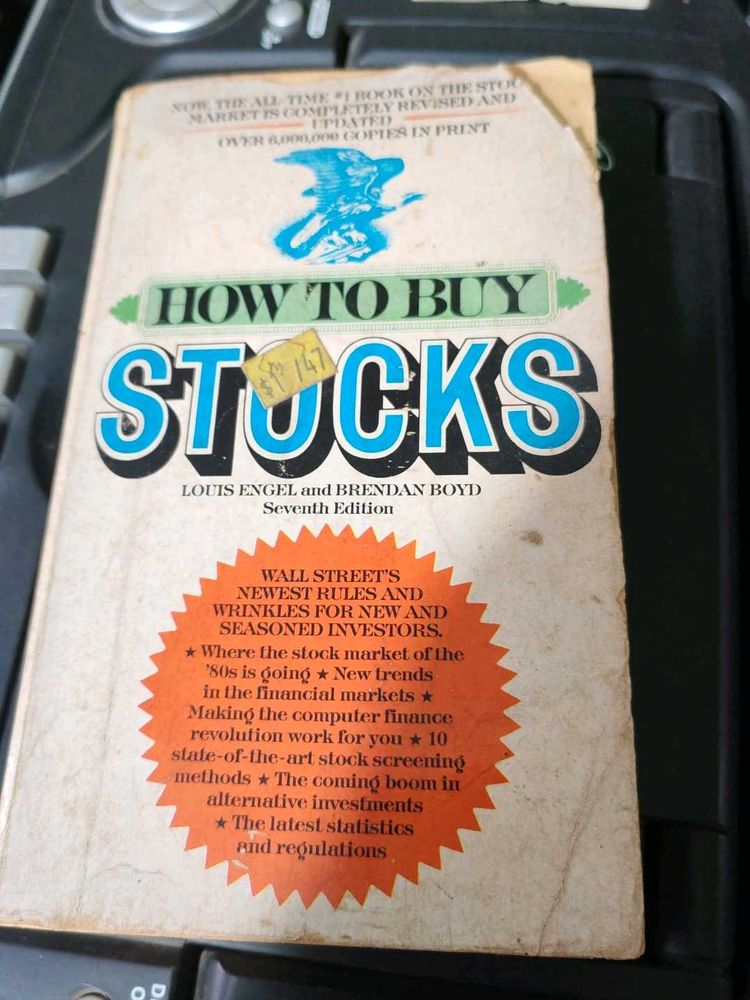 NOW, THE ALL-TIME #1 BOOK ON THE STOC
MARKET IS COMPLETELY REVISED AND
UPDATED
OVER 6,000,000 COPIES IN PRINT
HOW TO BUY
STOCKS
147
LOUIS ENGEL and BRENDAN BOYD
Seventh Edition
WALL STREET'S
NEWEST RULES AND
WRINKLES FOR NEW AND
SEASONED INVESTORS.
★ Where the stock market of the
'80s is going ★ New trends
in the financial markets ★
Making the computer finance
revolution work for you ★ 10
state-of-the-art stock screening
methods ★ The coming boom in
alternative investments
★ The latest statistics
and regulations